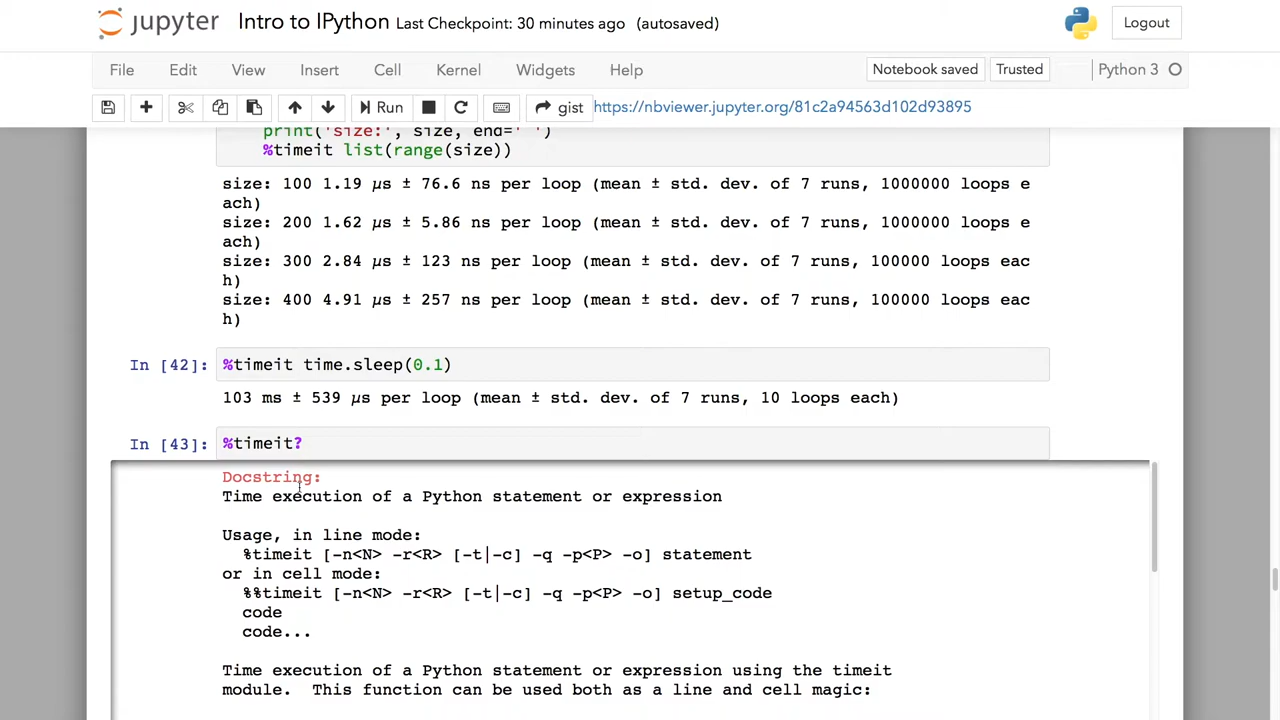 jupyter Intro to IPython Last Checkpoint: 30 minutes ago (autosaved) Logout
File Edit View Insert Cell Kernel Widgets Help Notebook saved Trusted Python 3
Run gist https://nbviewer.jupyter.org/81c2a94563d102d93895
print('size:', size, end=' ')
%timeit list(range(size))
size: 100 1.19 µs ± 76.6 ns per loop (mean ± std. dev. of 7 runs, 1000000 loops e
ach)
size: 200 1.62 µs ± 5.86 ns per loop (mean ± std. dev. of 7 runs, 1000000 loops e
ach)
size: 300 2.84 µs ± 123 ns per loop (mean ± std. dev. of 7 runs, 100000 loops eac
h)
size: 400 4.91 µs ± 257 ns per loop (mean ± std. dev. of 7 runs, 100000 loops eac
h)
In [42]: %timeit time.sleep(0.1)
103 ms ± 539 µs per loop (mean ± std. dev. of 7 runs, 10 loops each)
In [43]: %timeit?
Docstring:
Time execution of a Python statement or expression
Usage, in line mode:
%timeit [-n<N> -r<R> [-t|-c] -q -p<P> -o] statement
or in cell mode:
%%timeit [-n<N> -r<R> [-t|-c] -q -p<P> -o] setup_code
code
code...
Time execution of a Python statement or expression using the timeit
module.  This function can be used both as a line and cell magic: